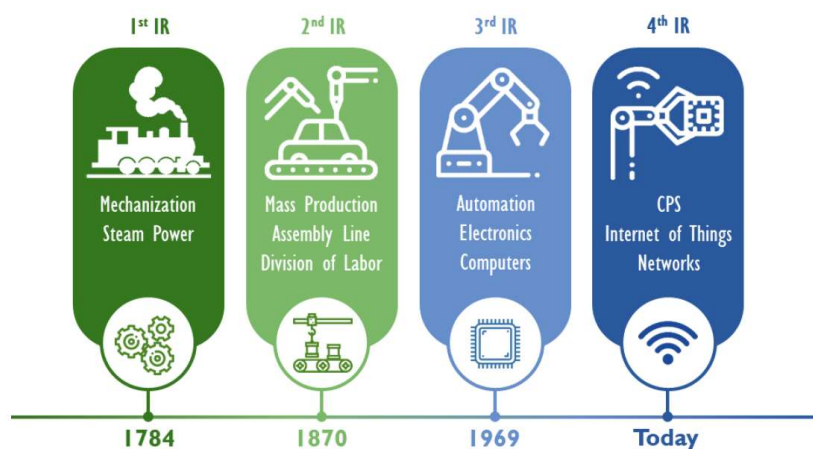 1st IR
2nd IR
3rd IR
4th IR
Mechanization
Steam Power
Mass Production
Assembly Line
Division of Labor
Automation
Electronics
Computers
CPS
Internet of Things
Networks
1784
1870
1969
Today